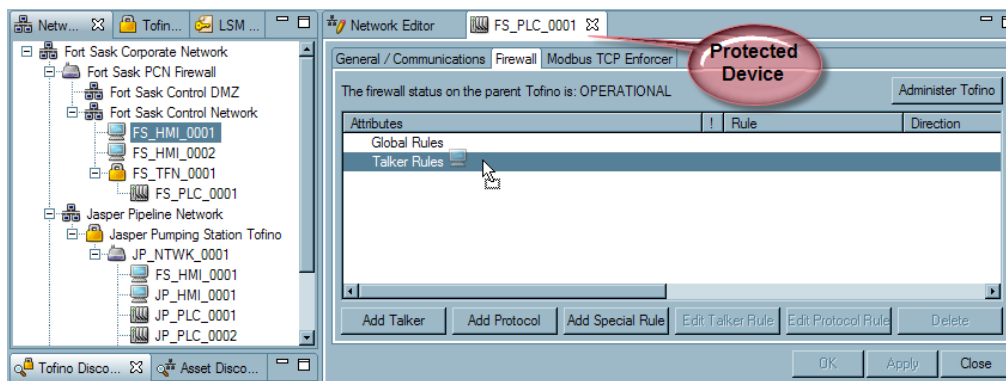 Netw...
Tofin...
LSM ...
Fort Sask Corporate Network
Fort Sask PCN Firewall
Fort Sask Control DMZ
Fort Sask Control Network
FS_HMI_0001
FS_HMI_0002
FS_TFN_0001
FS_PLC_0001
Jasper Pipeline Network
Jasper Pumping Station Tofino
JP_NTWK_0001
FS_HMI_0001
JP_HMI_0001
JP_PLC_0001
JP_PLC_0002
Tofino Disco...
Asset Disco...
Network Editor
FS_PLC_0001
Protected
Device
General / Communications
Firewall
Modbus TCP Enforcer
The firewall status on the parent Tofino is: OPERATIONAL
Administer Tofino
Attributes
!
Rule
Direction
Global Rules
Talker Rules
Add Talker
Add Protocol
Add Special Rule
Edit Talker Rule
Edit Protocol Rule
Delete
OK
Apply
Close